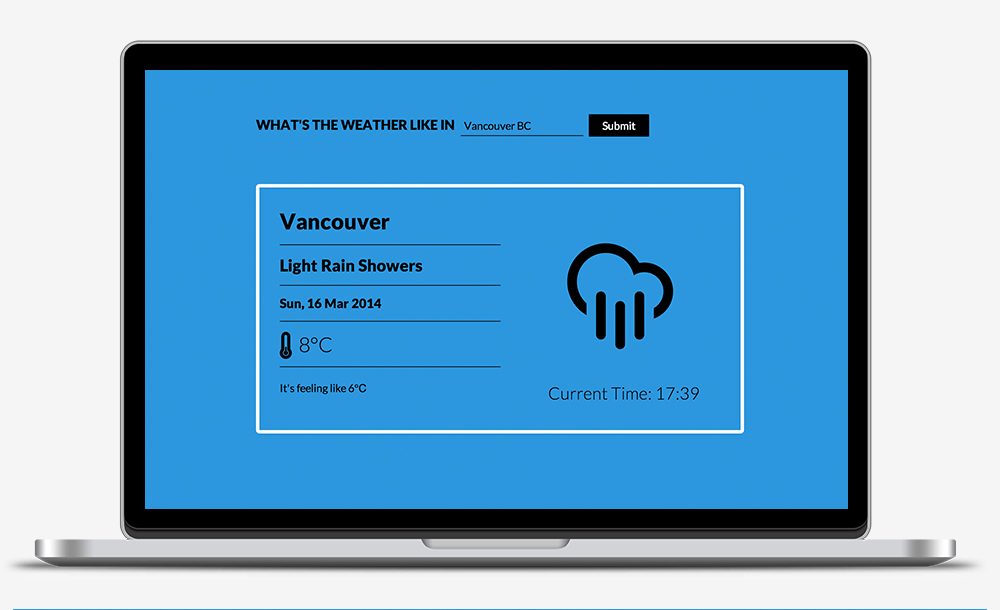 WHAT'S THE WEATHER LIKE IN Vancouver BC Submit
Vancouver
Light Rain Showers
Sun, 16 Mar 2014
8°C
It's feeling like 6°C
Current Time: 17:39